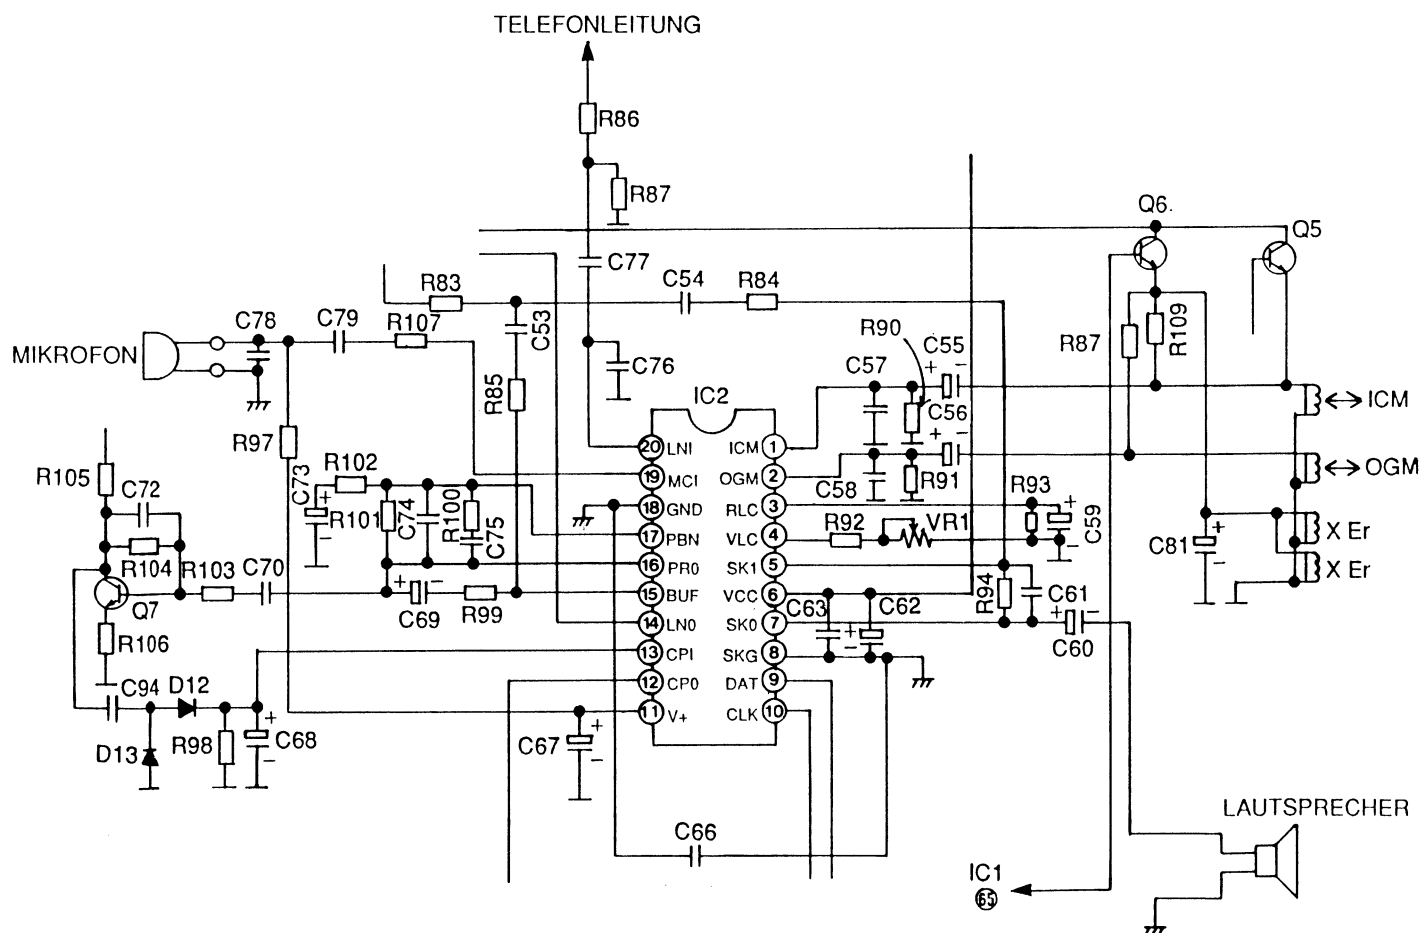 TELEFONLEITUNG
R86
R87
Q6.
Q5
C77
R83
C54
R84
C78
C79
R107
C53
R90
C55
R87
R109
MIKROFON
C57
C76
R85
IC2
C56
ICM
R97
20 LNI
ICM 1
R105
C72
C73
R102
19 MCI
OGM 2
C58
R91
R93
OGM
R101
C74
R100
C75
18 GND
RLC 3
R92
VR1
C59
17 PBN
VLC 4
C81
X Er
R104
R103
C70
16 PR0
SK1 5
X Er
Q7
C69
R99
15 BUF
VCC 6
C63
C62
R94
C61
R106
14 LN0
SK0 7
C60
13 CPI
SKG 8
C94
D12
12 CP0
DAT 9
D13
R98
C68
C67
11 V+
CLK 10
C66
LAUTSPRECHER
IC1
65